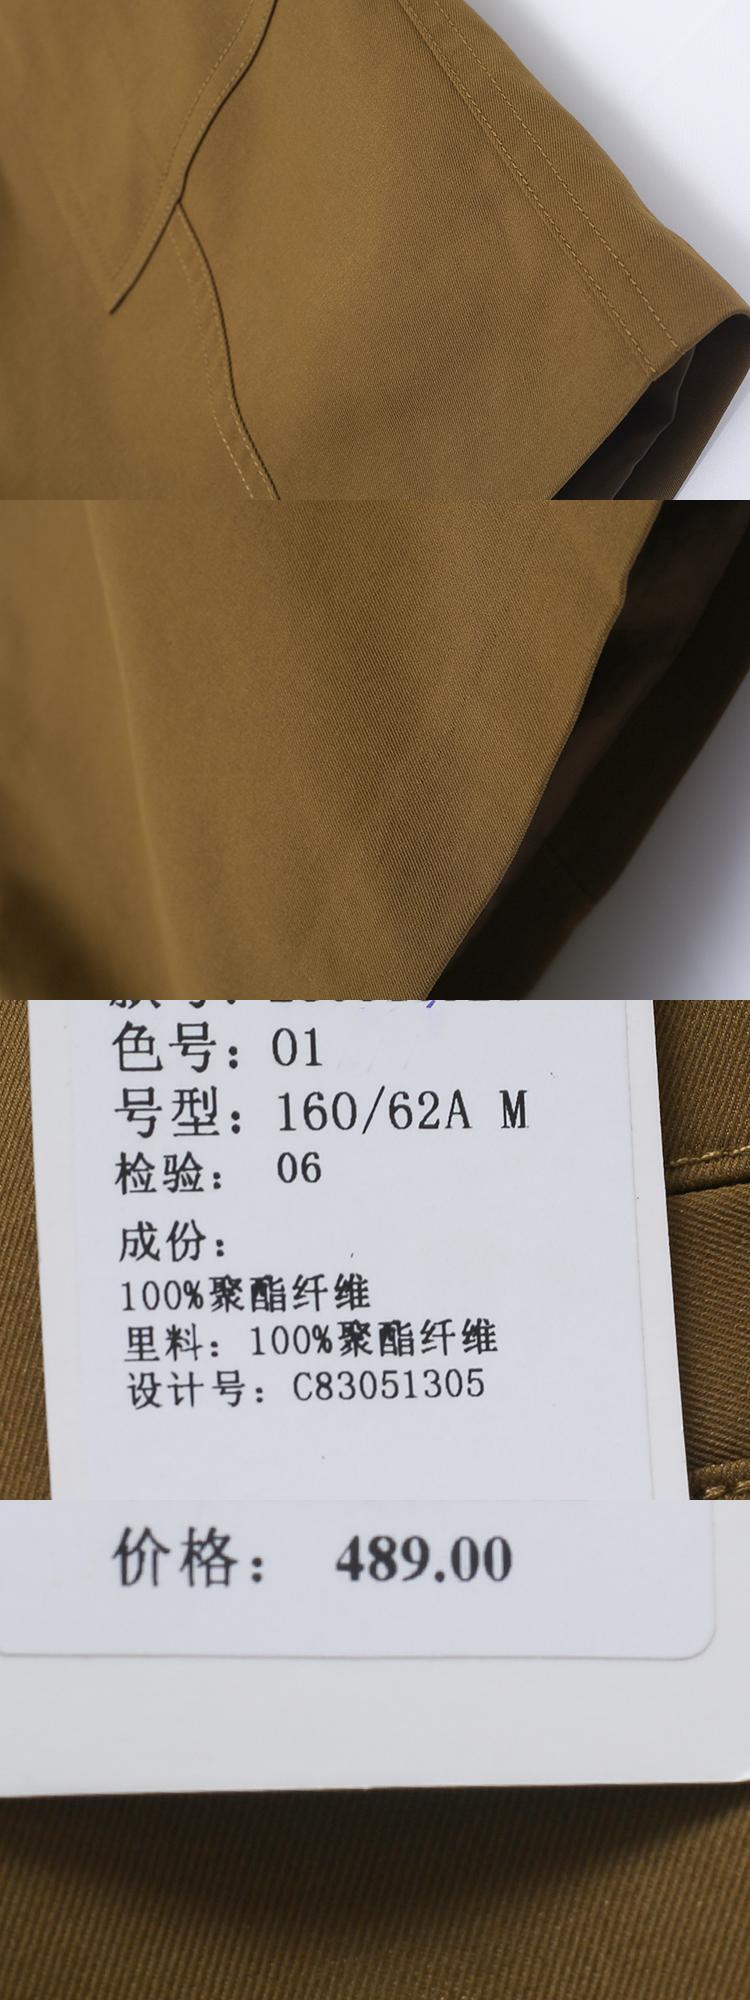 色号：01
号型：160/62A M
检验： 06
成份：
100%聚酯纤维
里料：100%聚酯纤维
设计号：C83051305
价格： 489.00